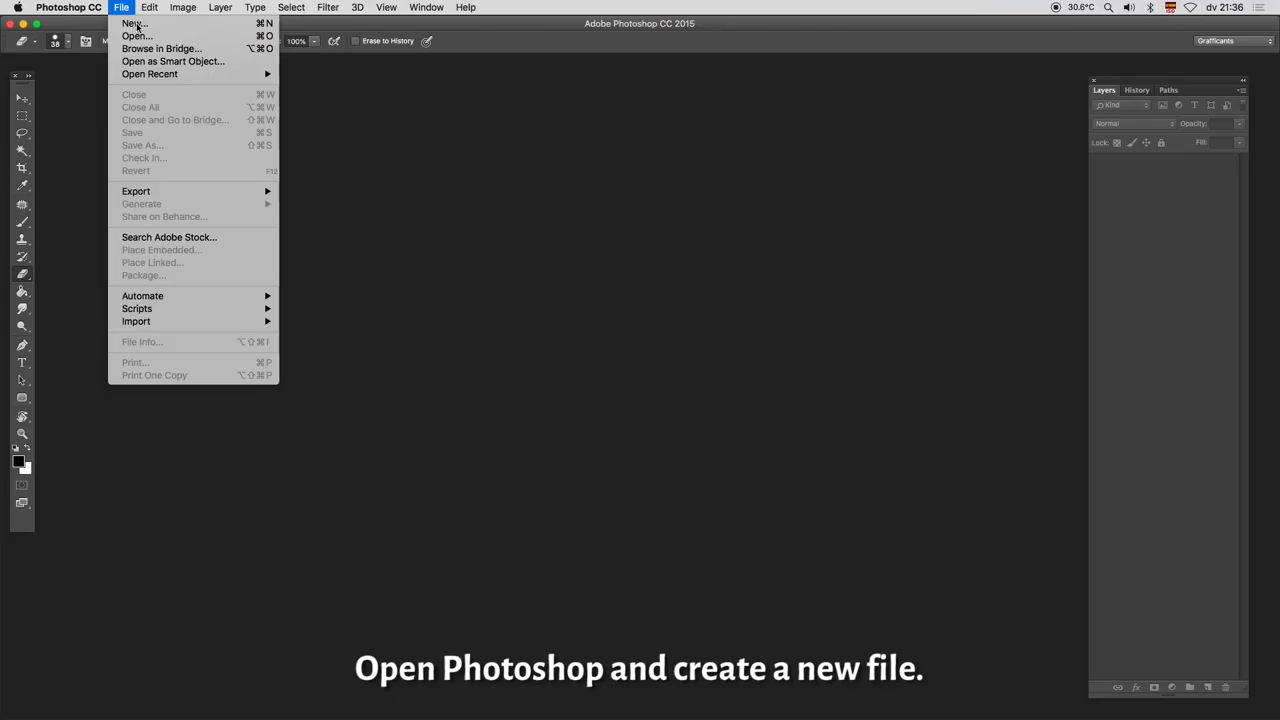 Photoshop CC File Edit Image Layer Type Select Filter 3D View Window Help 30.6°C dv 21:36
Adobe Photoshop CC 2015
38 100% Erase to History Grafficants
New... ⌘N
Open... ⌘O
Browse in Bridge... ⌥⌘O
Open as Smart Object...
Open Recent
Close ⌘W
Close All ⌥⌘W
Close and Go to Bridge... ⇧⌘W
Save ⌘S
Save As... ⇧⌘S
Check In...
Revert F12
Export
Generate
Share on Behance...
Search Adobe Stock...
Place Embedded...
Place Linked...
Package...
Automate
Scripts
Import
File Info... ⌥⇧⌘I
Print... ⌘P
Print One Copy ⌥⇧⌘P
Layers History Paths
Kind
Normal Opacity:
Lock: Fill:
Open Photoshop and create a new file.